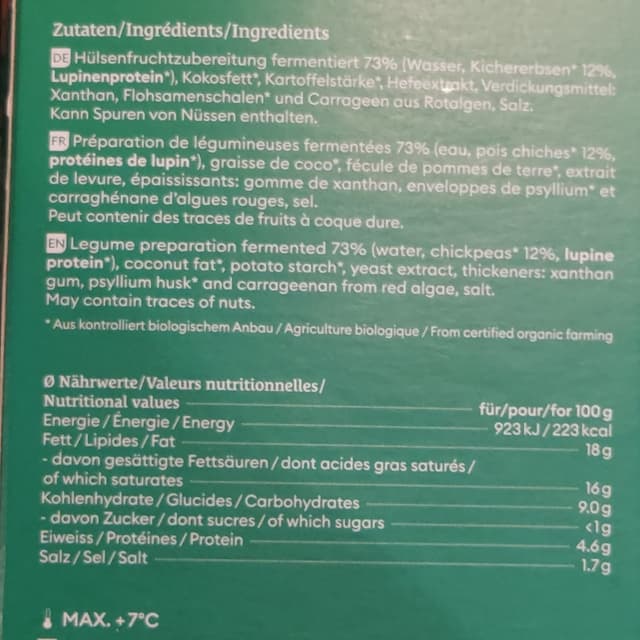 Zutaten/Ingrédients/Ingredients
DE Hülsenfruchtzubereitung fermentiert 73% (Wasser, Kichererbsen* 12%,
Lupinenprotein*), Kokosfett*, Kartoffelstärke*, Hefeextrakt, Verdickungsmittel:
Xanthan, Flohsamenschalen* und Carrageen aus Rotalgen, Salz.
Kann Spuren von Nüssen enthalten.
FR Préparation de légumineuses fermentées 73% (eau, pois chiches* 12%,
protéines de lupin*), graisse de coco*, fécule de pommes de terre*, extrait
de levure, épaississants: gomme de xanthan, enveloppes de psyllium* et
carraghénane d'algues rouges, sel.
Peut contenir des traces de fruits à coque dure.
EN Legume preparation fermented 73% (water, chickpeas* 12%, lupine
protein*), coconut fat*, potato starch*, yeast extract, thickeners: xanthan
gum, psyllium husk* and carrageenan from red algae, salt.
May contain traces of nuts.
* Aus kontrolliert biologischem Anbau / Agriculture biologique / From certified organic farming
Ø Nährwerte/Valeurs nutritionnelles/
Nutritional values für/pour/for 100 g
Energie / Énergie / Energy 923 kJ / 223 kcal
Fett / Lipides / Fat 18 g
- davon gesättigte Fettsäuren / dont acides gras saturés /
of which saturates 16 g
Kohlenhydrate / Glucides / Carbohydrates 9.0 g
- davon Zucker / dont sucres / of which sugars <1 g
Eiweiss / Protéines / Protein 4.6 g
Salz / Sel / Salt 1.7 g
MAX. +7°C